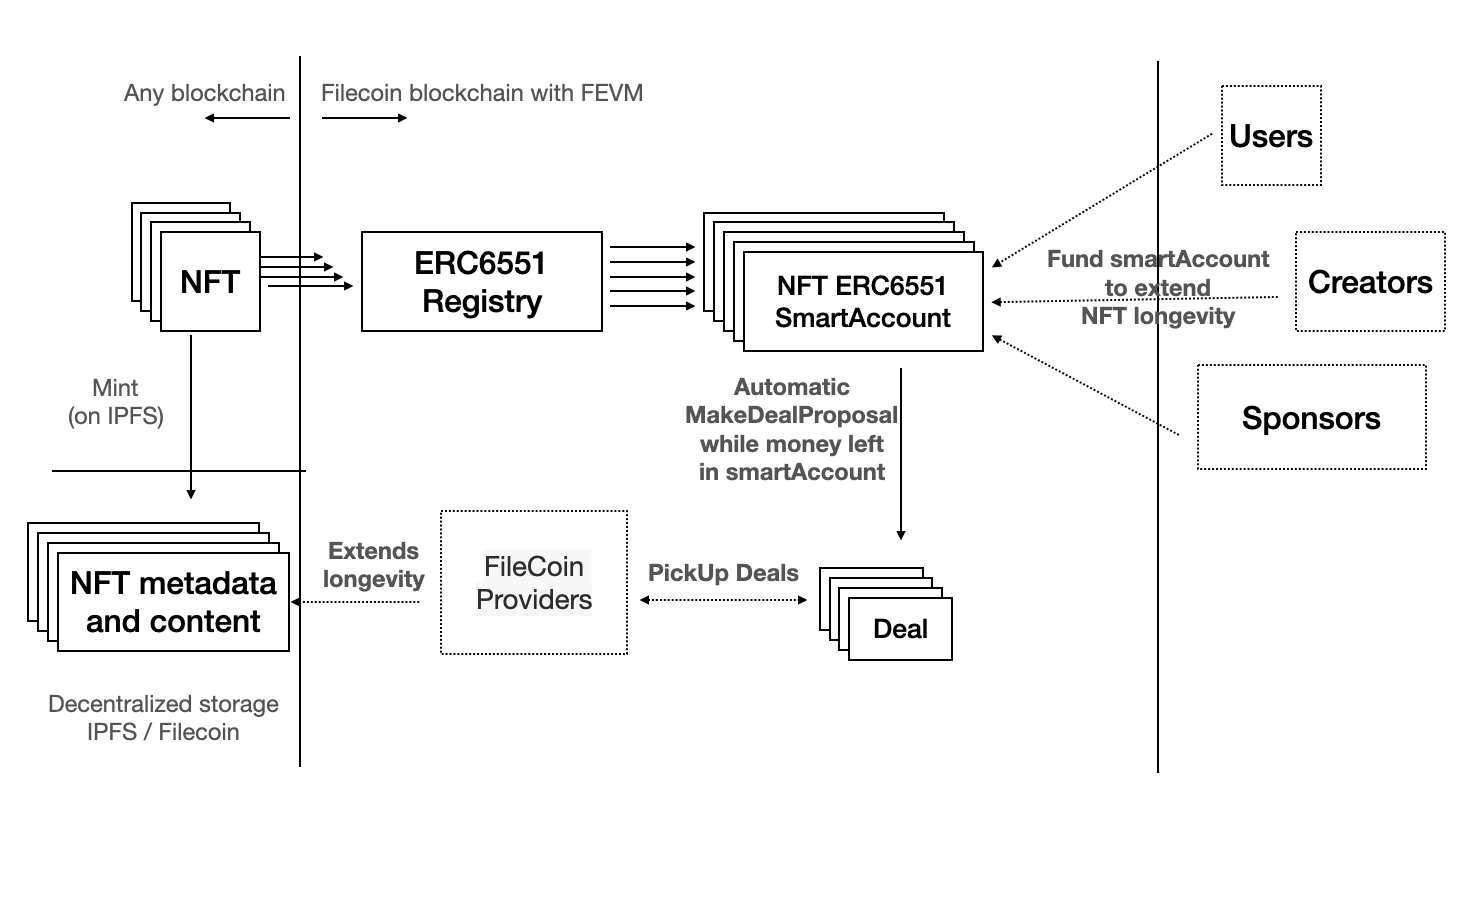 Any blockchain
Filecoin blockchain with FEVM
Users
NFT
ERC6551
Registry
NFT ERC6551
SmartAccount
Fund smartAccount
to extend
NFT longevity
Creators
Mint
(on IPFS)
Automatic
MakeDealProposal
while money left
in smartAccount
Sponsors
NFT metadata
and content
Extends
longevity
FileCoin
Providers
PickUp Deals
Deal
Decentralized storage
IPFS / Filecoin